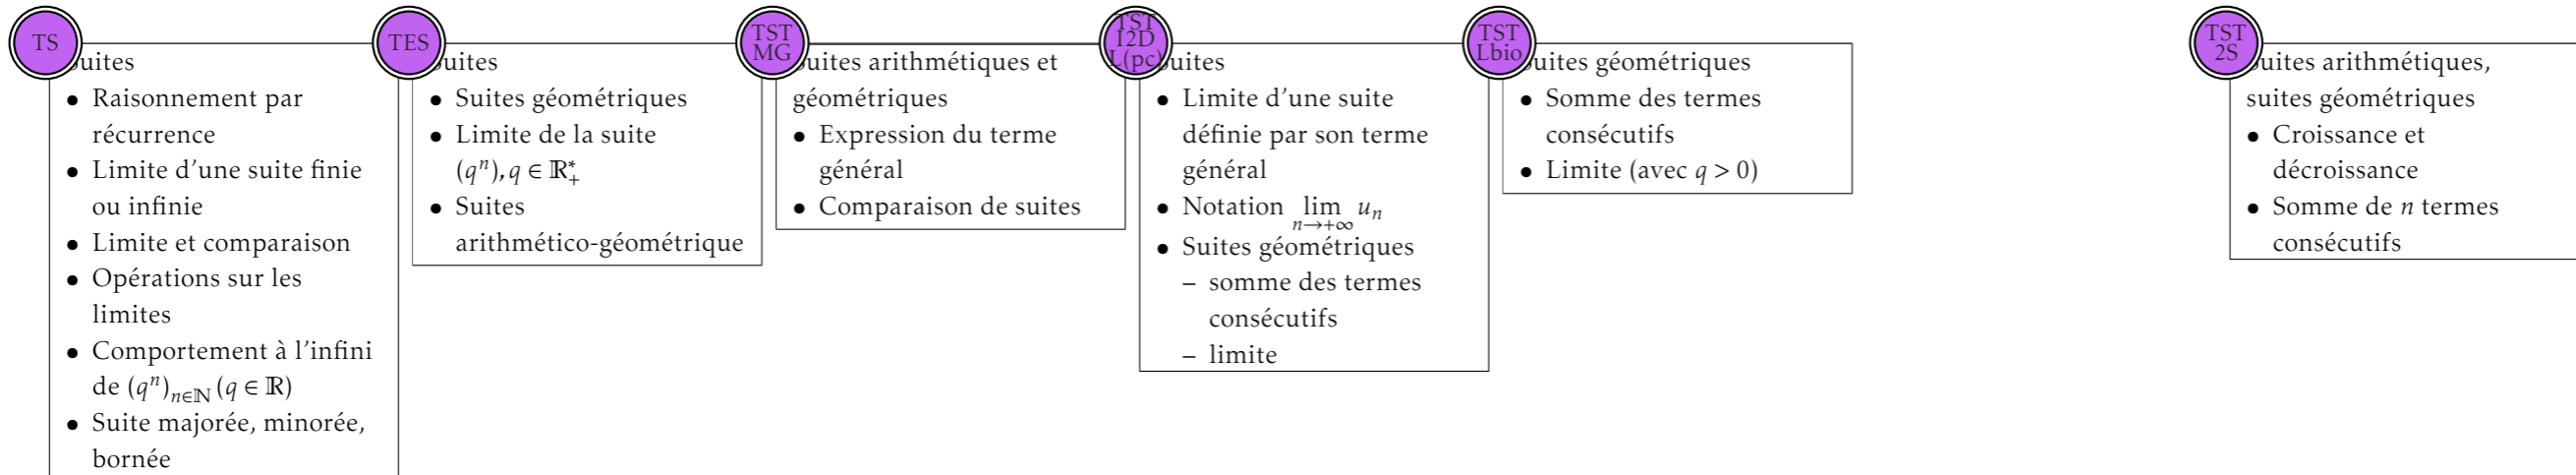 TS
Suites
• Raisonnement par
récurrence
• Limite d'une suite finie
ou infinie
• Limite et comparaison
• Opérations sur les
limites
• Comportement à l'infini
de (qⁿ)ₙ∈ℕ (q ∈ ℝ)
• Suite majorée, minorée,
bornée
TES
Suites
• Suites géométriques
• Limite de la suite
(qⁿ), q ∈ ℝ*₊
• Suites
arithmético-géométrique
TST
MG
Suites arithmétiques et
géométriques
• Expression du terme
général
• Comparaison de suites
TST
I2D
L(pc)
Suites
• Limite d'une suite
définie par son terme
général
• Notation lim uₙ
n→+∞
• Suites géométriques
– somme des termes
consécutifs
– limite
TST
Lbio
Suites géométriques
• Somme des termes
consécutifs
• Limite (avec q > 0)
TST
2S
Suites arithmétiques,
suites géométriques
• Croissance et
décroissance
• Somme de n termes
consécutifs